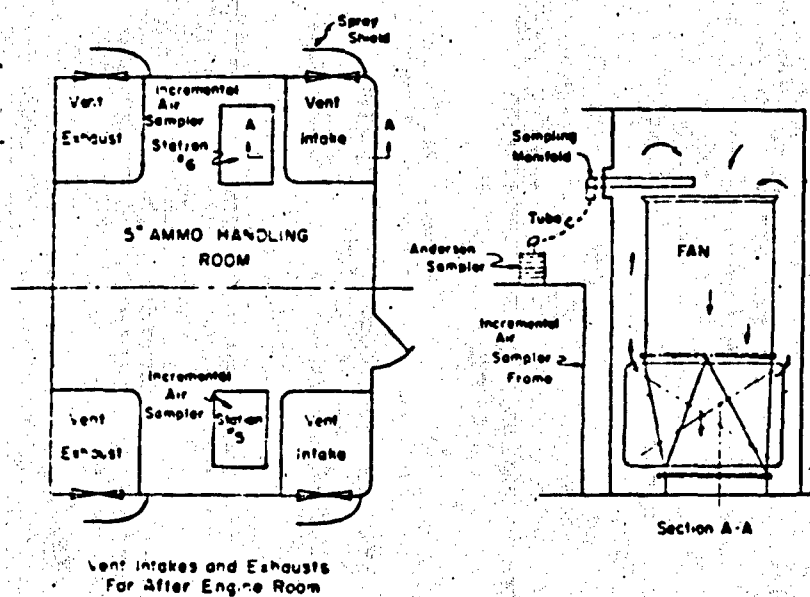 Spray
Shield
Vent
Exhaust
Incremental
Air
Sampler
Station
#6
A
Vent
Intake
A
5" AMMO HANDLING
ROOM
Incremental
Air
Sampler
Station
#5
Vent
Exhaust
Vent
Intake
Vent Intakes and Exhausts
For After Engine Room
Sampling
Manifold
Tube
Anderson
Sampler
FAN
Incremental
Air
Sampler
Frame
Section A-A